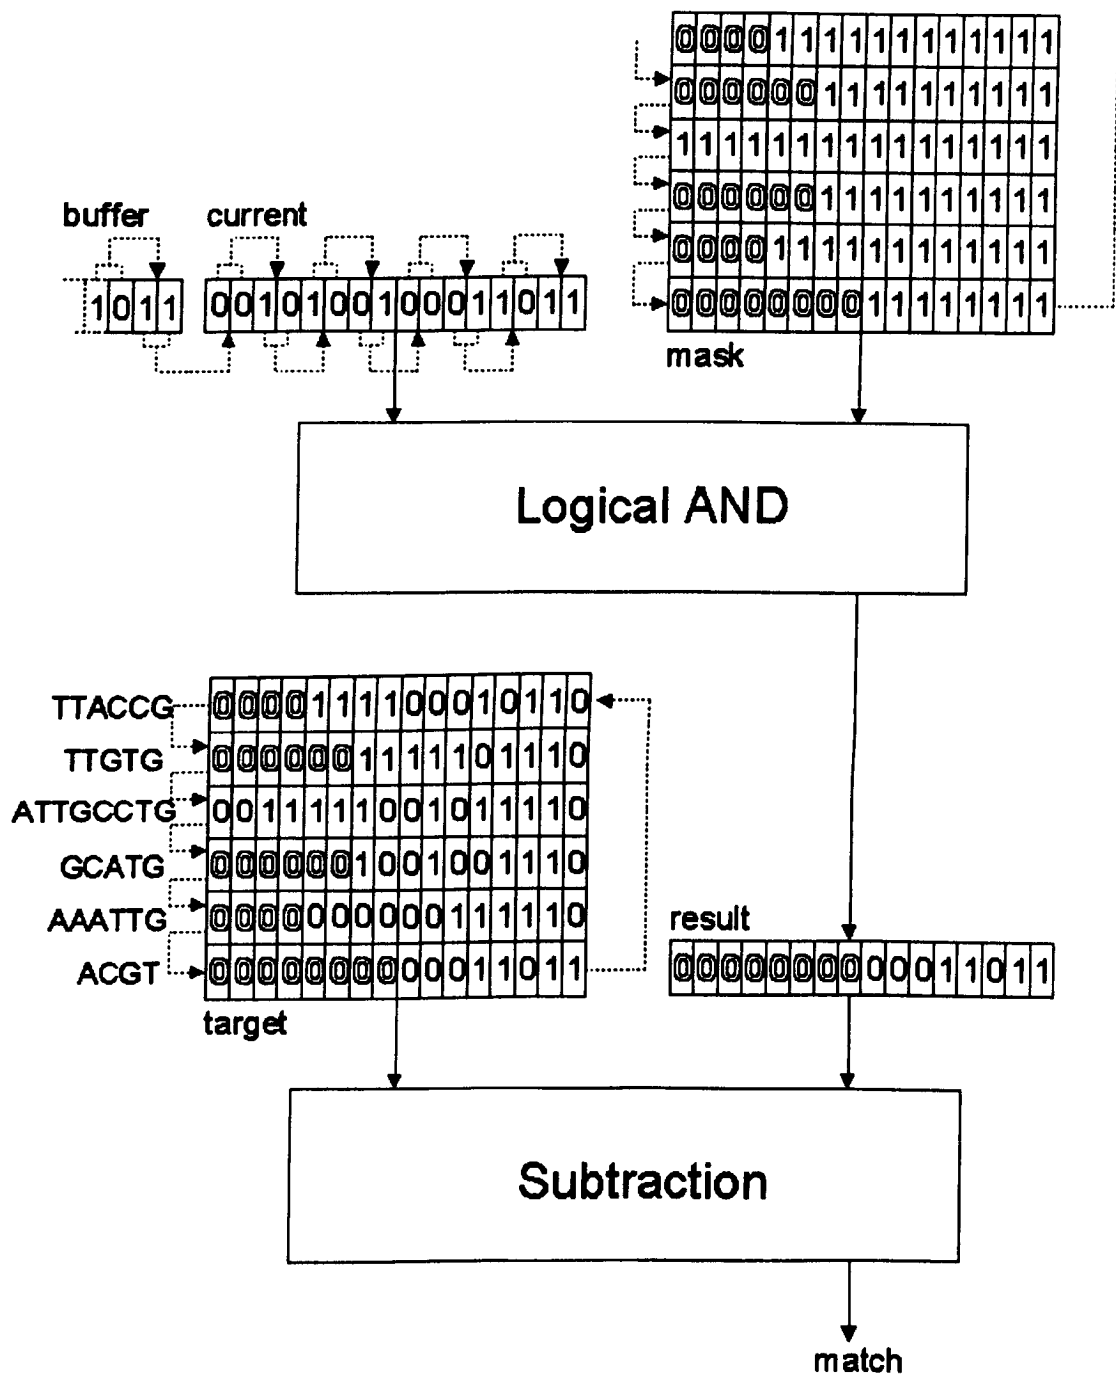 0000111111111111
0000001111111111
1111111111111111
0000001111111111
0000111111111111
0000000011111111
mask
buffer current
1011 0010100100011011
Logical AND
TTACCG 0000111100010110
TTGTG 0000001111101110
ATTGCCTG 0011111001011110
GCATG 0000001001001110
AAATTG 0000000000111110
ACGT 0000000000011011
target
result
0000000000011011
Subtraction
match